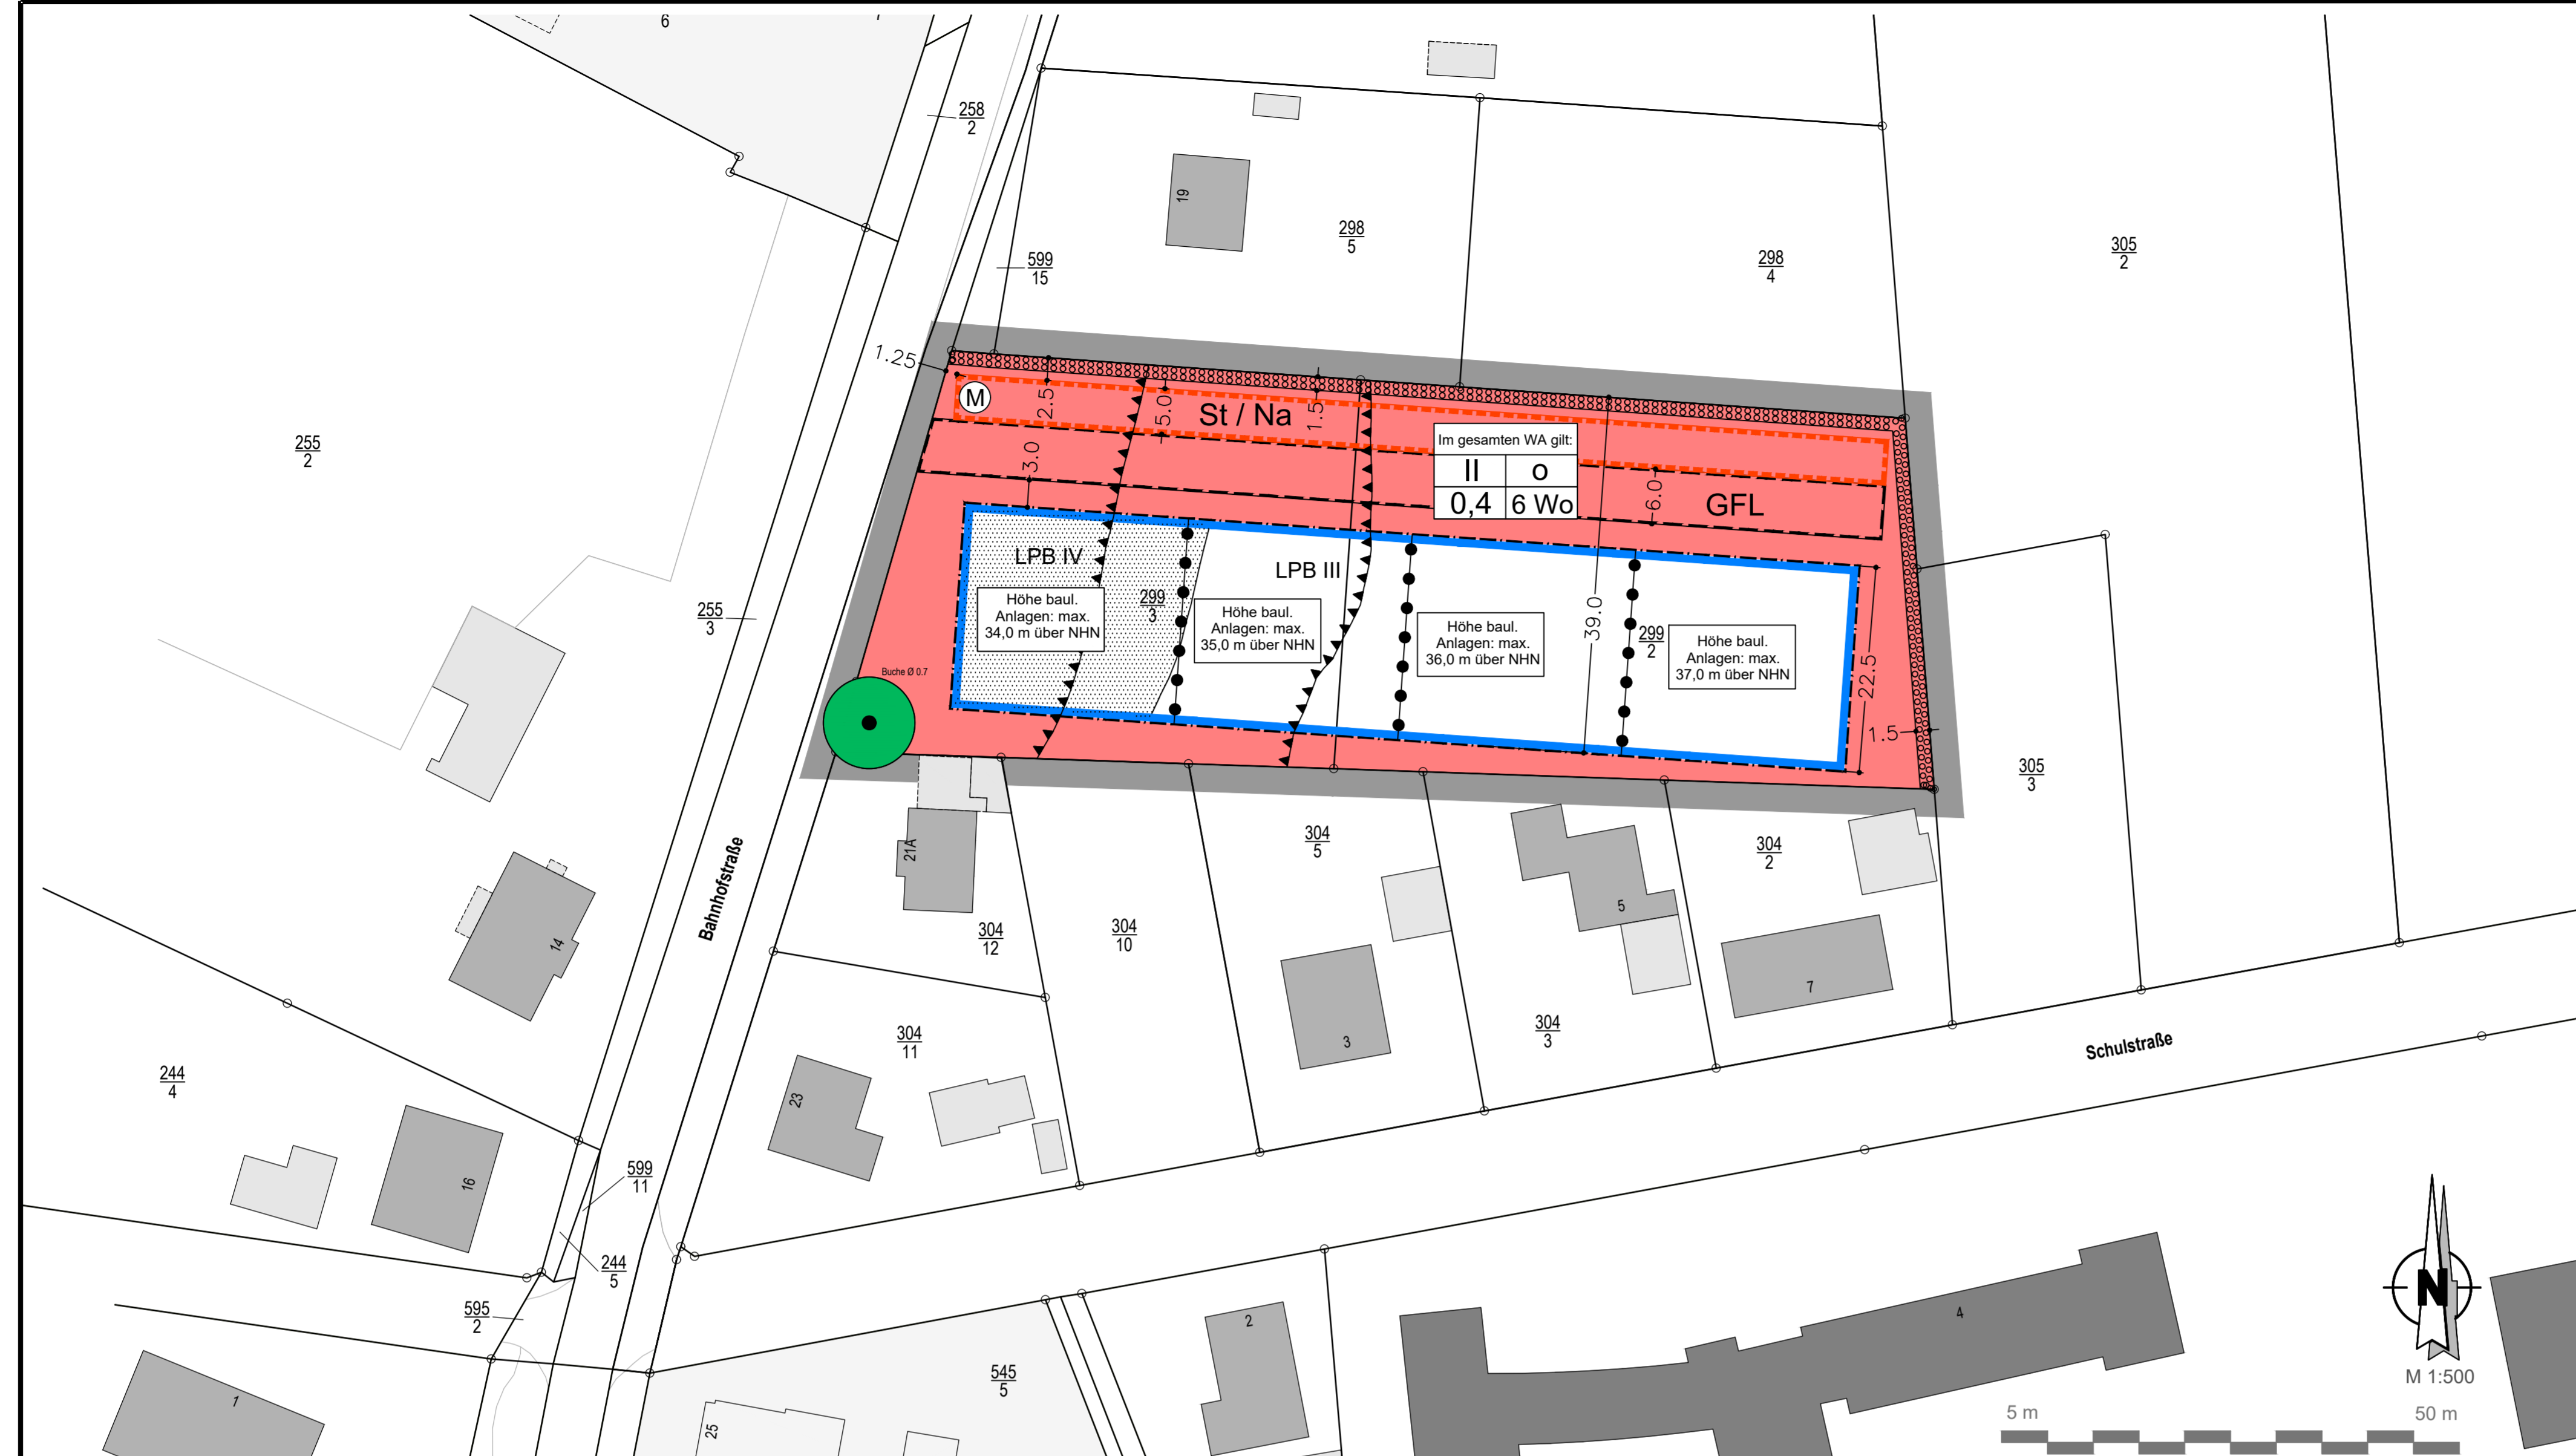 6
258
2
19
298
5
298
4
305
2
599
15
1.25
M
2.5
5.0
St / Na
1.5
Im gesamten WA gilt:
II o
0,4 6 Wo
3.0
6.0
GFL
255
2
LPB IV
LPB III
Höhe baul.
Anlagen: max.
34,0 m über NHN
299
3
Höhe baul.
Anlagen: max.
35,0 m über NHN
Höhe baul.
Anlagen: max.
36,0 m über NHN
39.0
299
2
Höhe baul.
Anlagen: max.
37,0 m über NHN
22.5
1.5
255
3
Buche Ø 0.7
305
3
Bahnhofstraße
21A
304
5
304
2
5
14
304
12
304
10
7
3
304
3
304
11
23
Schulstraße
244
4
16
599
11
244
5
595
2
2
4
545
5
1
25
N
M 1:500
5 m
50 m